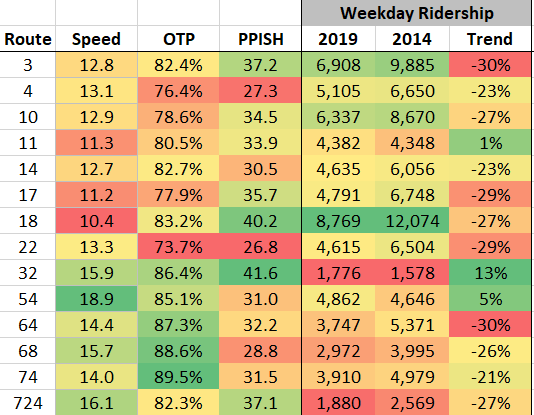 Weekday Ridership
Route Speed OTP PPISH 2019 2014 Trend
3 12.8 82.4% 37.2 6,908 9,885 -30%
4 13.1 76.4% 27.3 5,105 6,650 -23%
10 12.9 78.6% 34.5 6,337 8,670 -27%
11 11.3 80.5% 33.9 4,382 4,348 1%
14 12.7 82.7% 30.5 4,635 6,056 -23%
17 11.2 77.9% 35.7 4,791 6,748 -29%
18 10.4 83.2% 40.2 8,769 12,074 -27%
22 13.3 73.7% 26.8 4,615 6,504 -29%
32 15.9 86.4% 41.6 1,776 1,578 13%
54 18.9 85.1% 31.0 4,862 4,646 5%
64 14.4 87.3% 32.2 3,747 5,371 -30%
68 15.7 88.6% 28.8 2,972 3,995 -26%
74 14.0 89.5% 31.5 3,910 4,979 -21%
724 16.1 82.3% 37.1 1,880 2,569 -27%